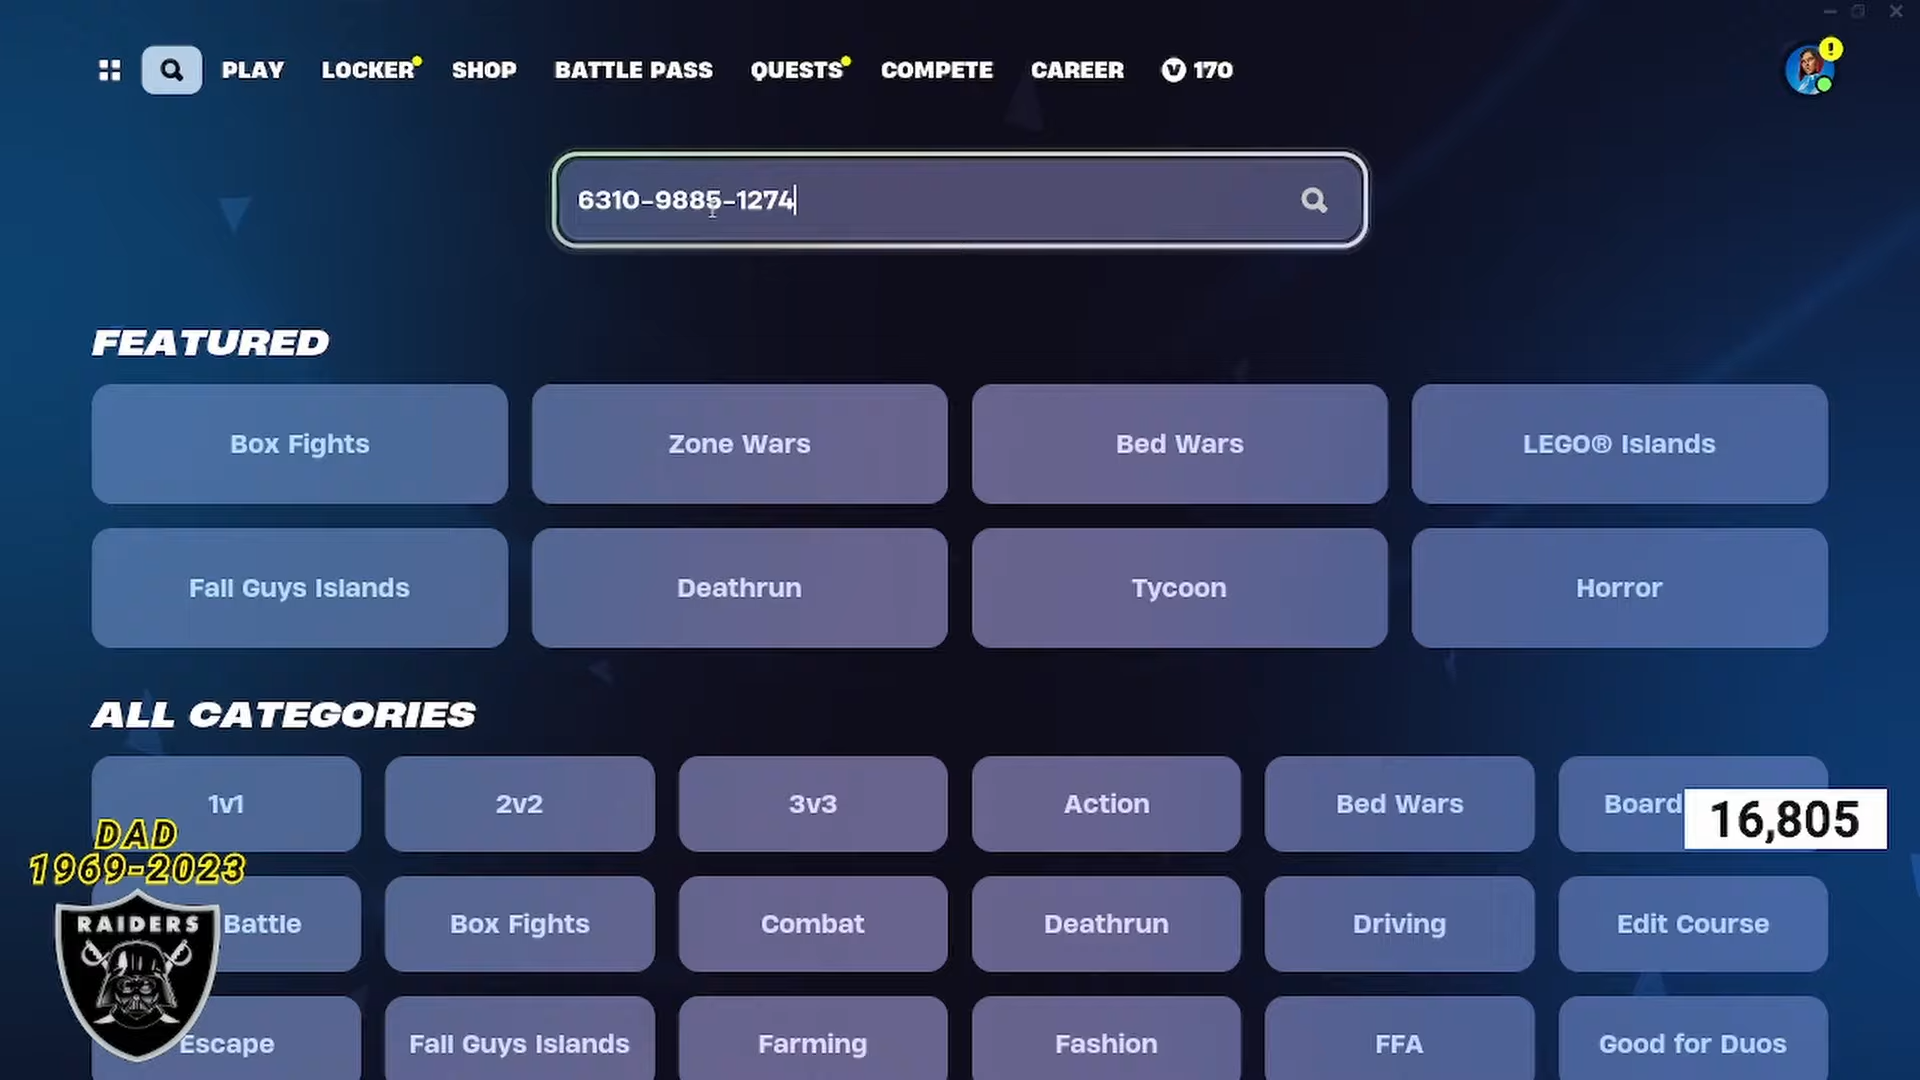 PLAY LOCKER SHOP BATTLE PASS QUESTS COMPETE CAREER V 170 !
6310-9885-1274
FEATURED
Box Fights Zone Wars Bed Wars LEGO® Islands
Fall Guys Islands Deathrun Tycoon Horror
ALL CATEGORIES
1v1 2v2 3v3 Action Bed Wars Board
16,805
DAD
1969-2023
RAIDERS
Battle Box Fights Combat Deathrun Driving Edit Course
Escape Fall Guys Islands Farming Fashion FFA Good for Duos